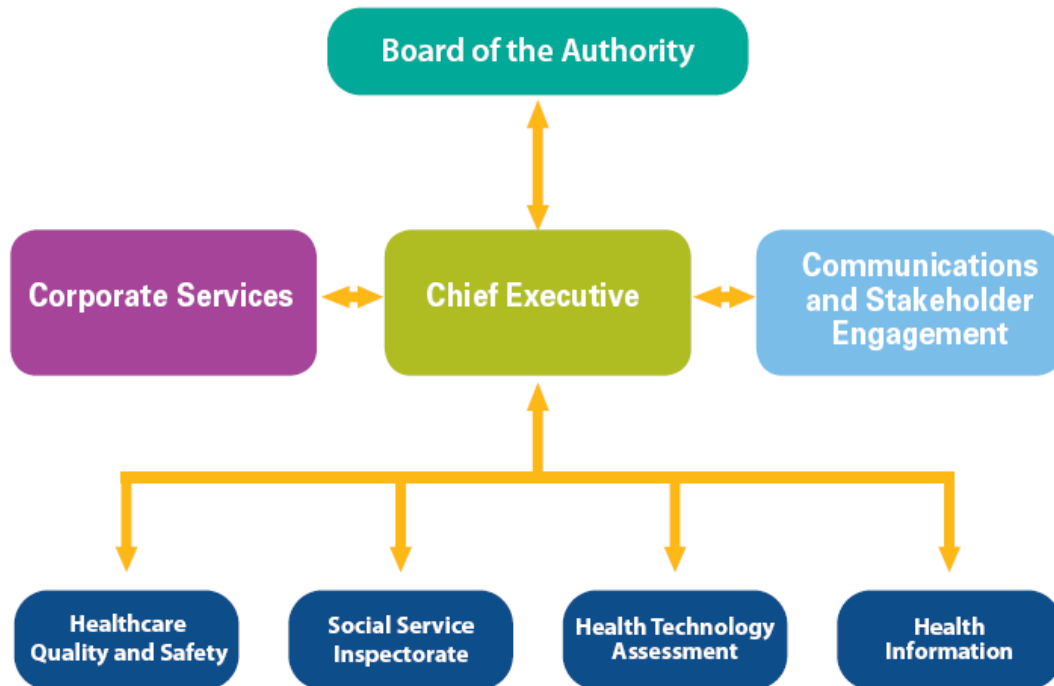 Board of the Authority
Corporate Services
Chief Executive
Communications
and Stakeholder
Engagement
Healthcare
Quality and Safety
Social Service
Inspectorate
Health Technology
Assessment
Health
Information